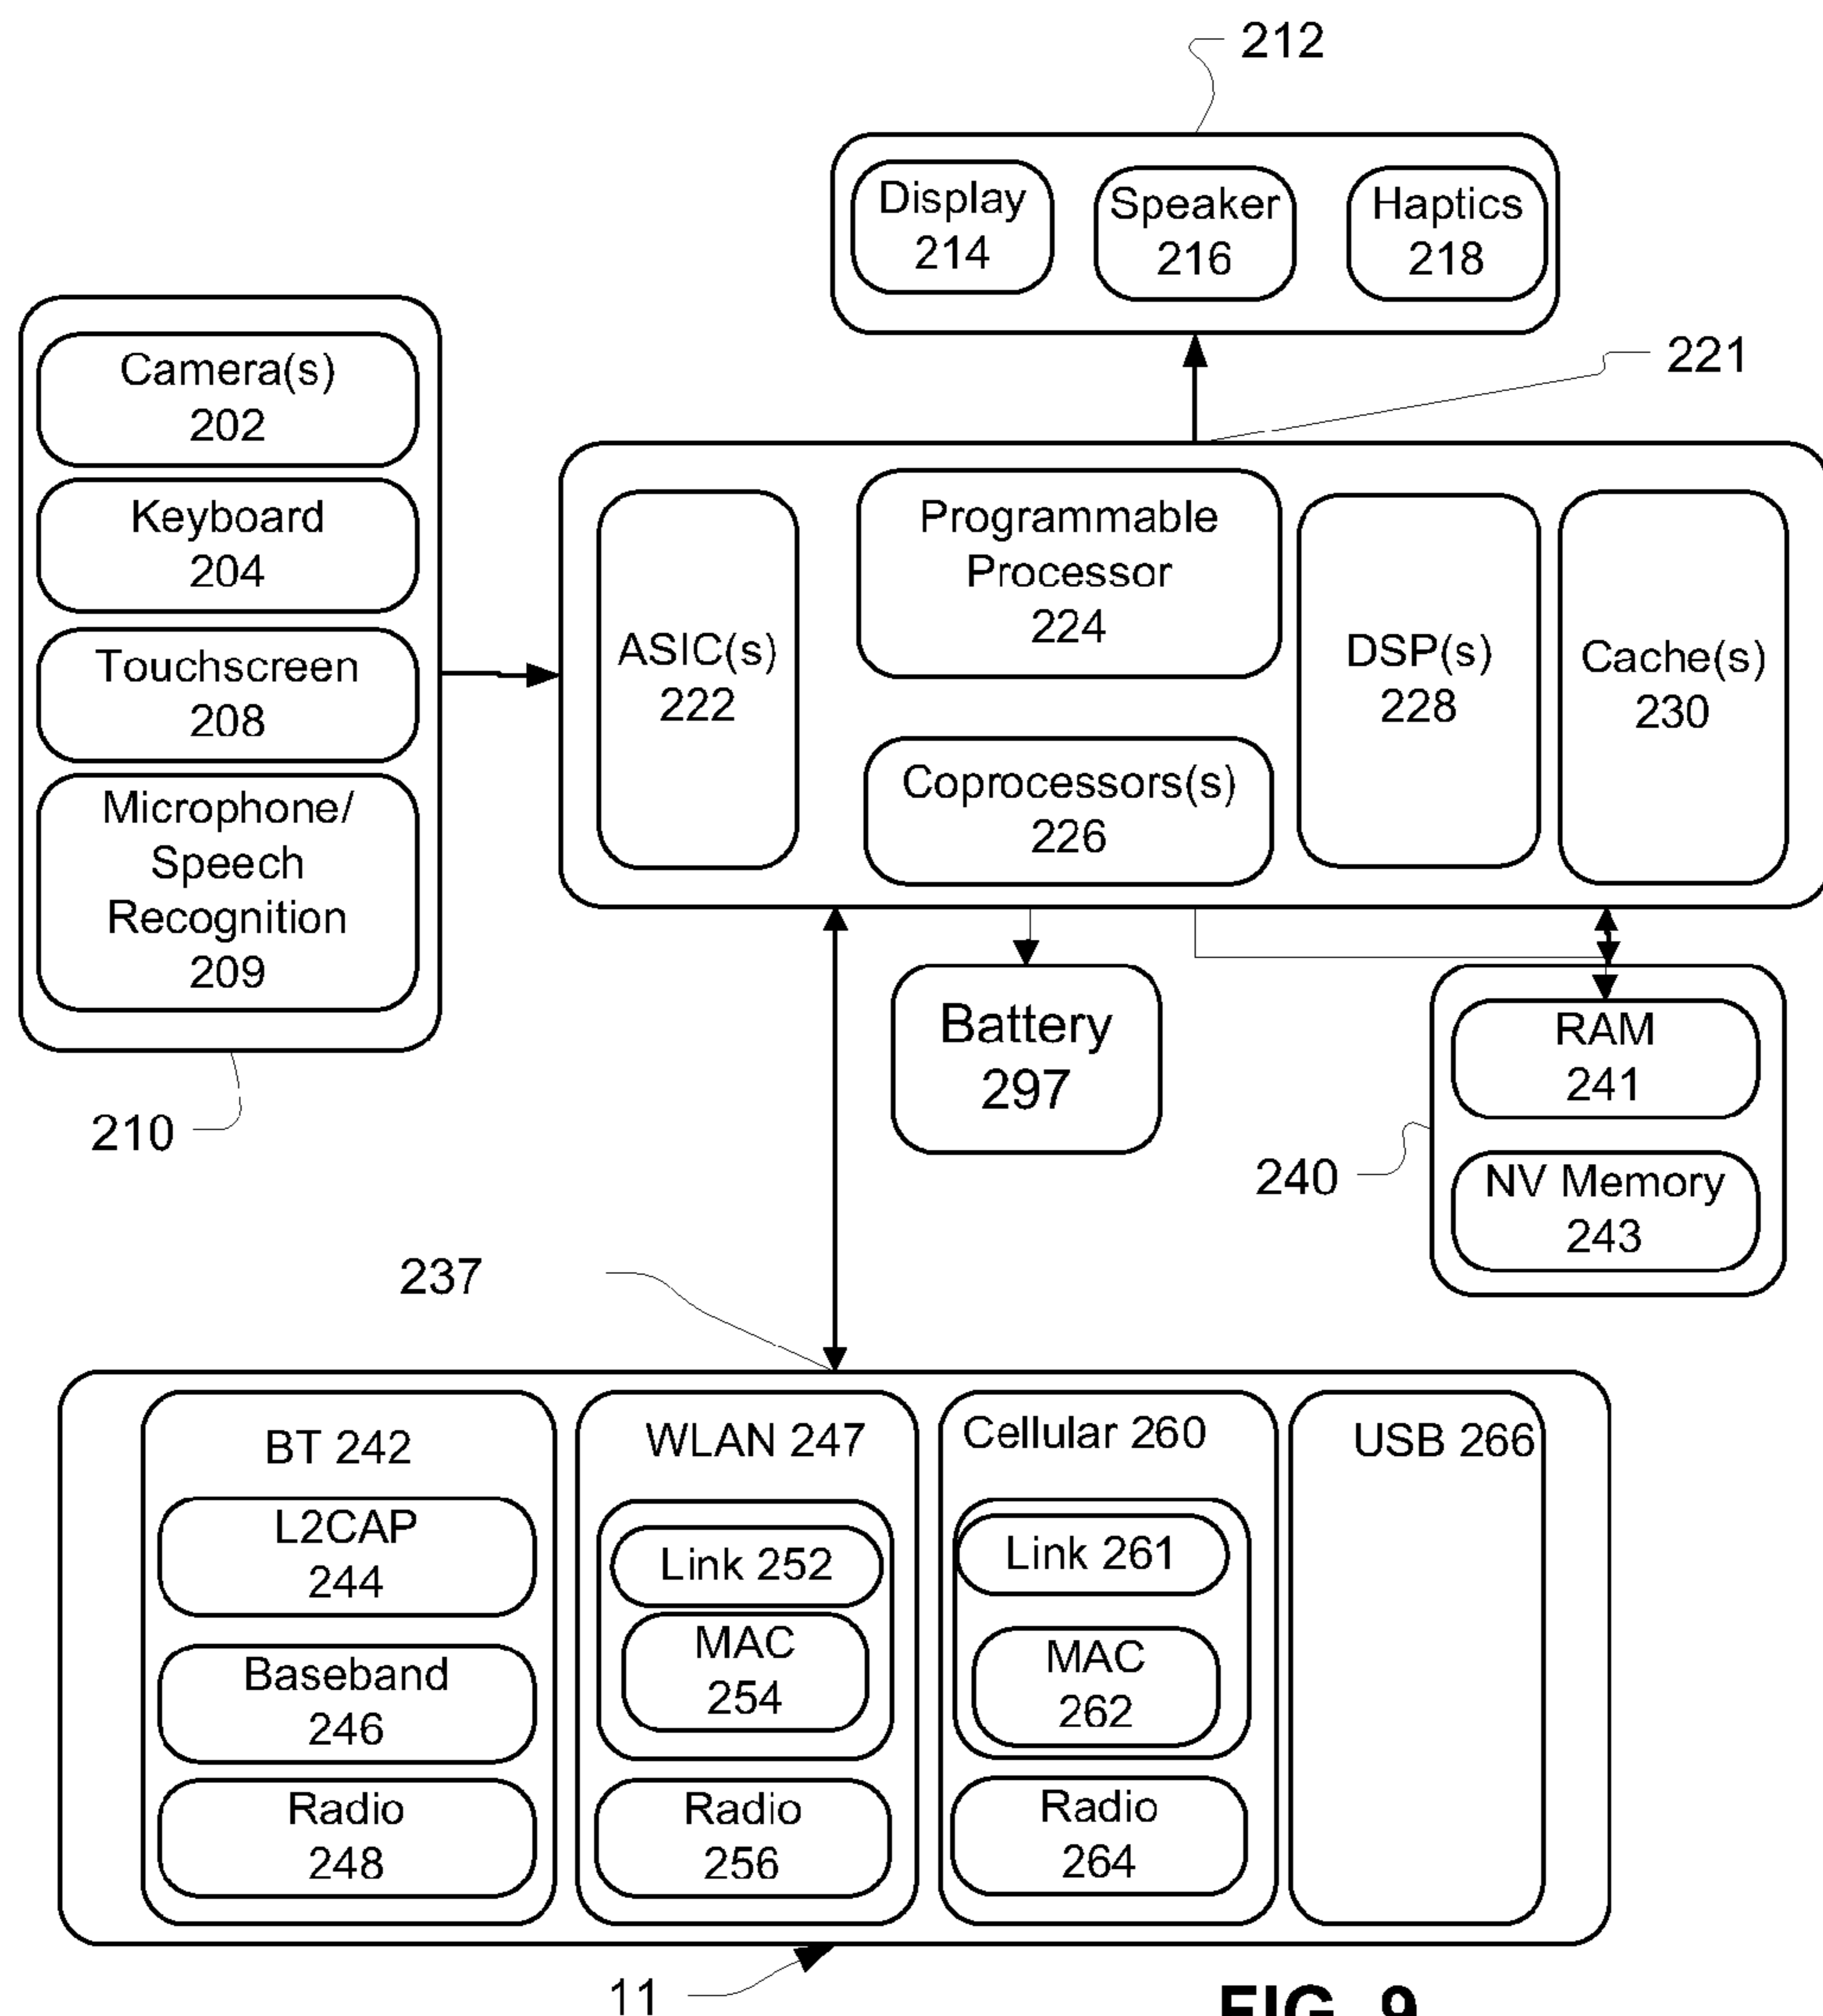 212
Display
214
Speaker
216
Haptics
218
221
Camera(s)
202
Keyboard
204
Touchscreen
208
Microphone/
Speech
Recognition
209
210
ASIC(s)
222
Programmable
Processor
224
Coprocessors(s)
226
DSP(s)
228
Cache(s)
230
Battery
297
RAM
241
NV Memory
243
240
237
BT 242
L2CAP
244
Baseband
246
Radio
248
WLAN 247
Link 252
MAC
254
Radio
256
Cellular 260
Link 261
MAC
262
Radio
264
USB 266
11
FIG. 9